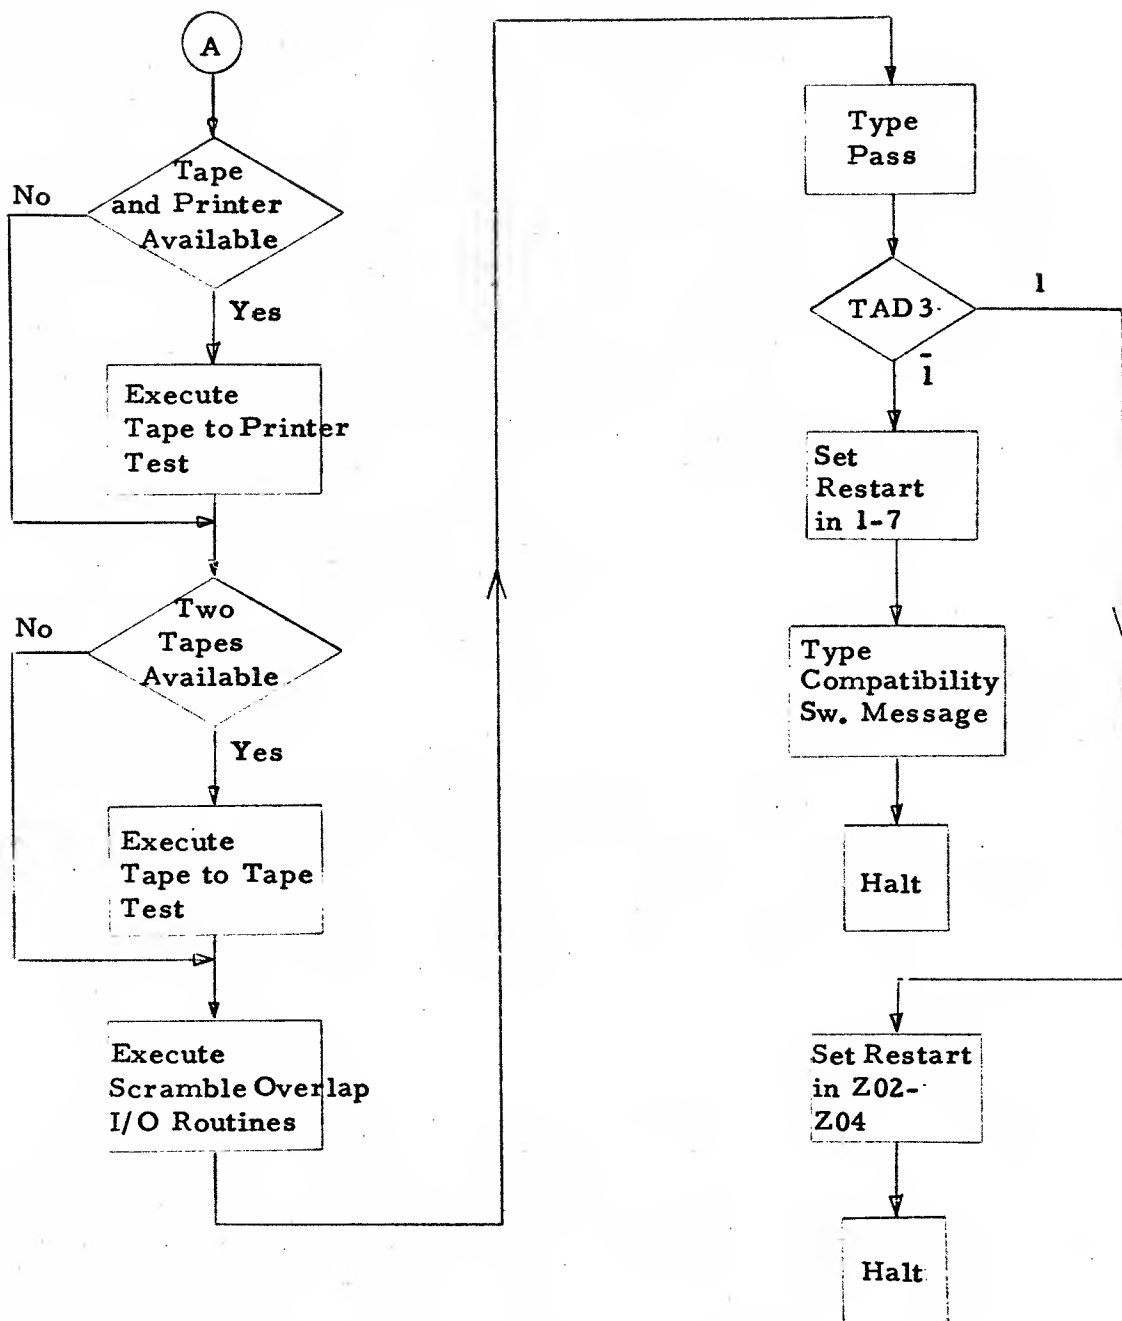 A
Tape
and Printer
Available
No
Yes
Execute
Tape to Printer
Test
Two
Tapes
Available
No
Yes
Execute
Tape to Tape
Test
Execute
Scramble Overlap
I/O Routines
Type
Pass
TAD 3
1
1̄
Set
Restart
in 1-7
Type
Compatibility
Sw. Message
Halt
Set Restart
in Z02-
Z04
Halt